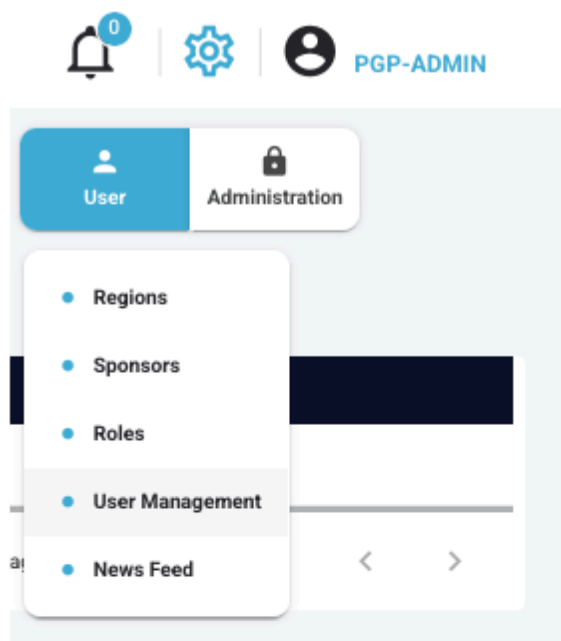 0
PGP-ADMIN
User
Administration
Regions
Sponsors
Roles
User Management
News Feed